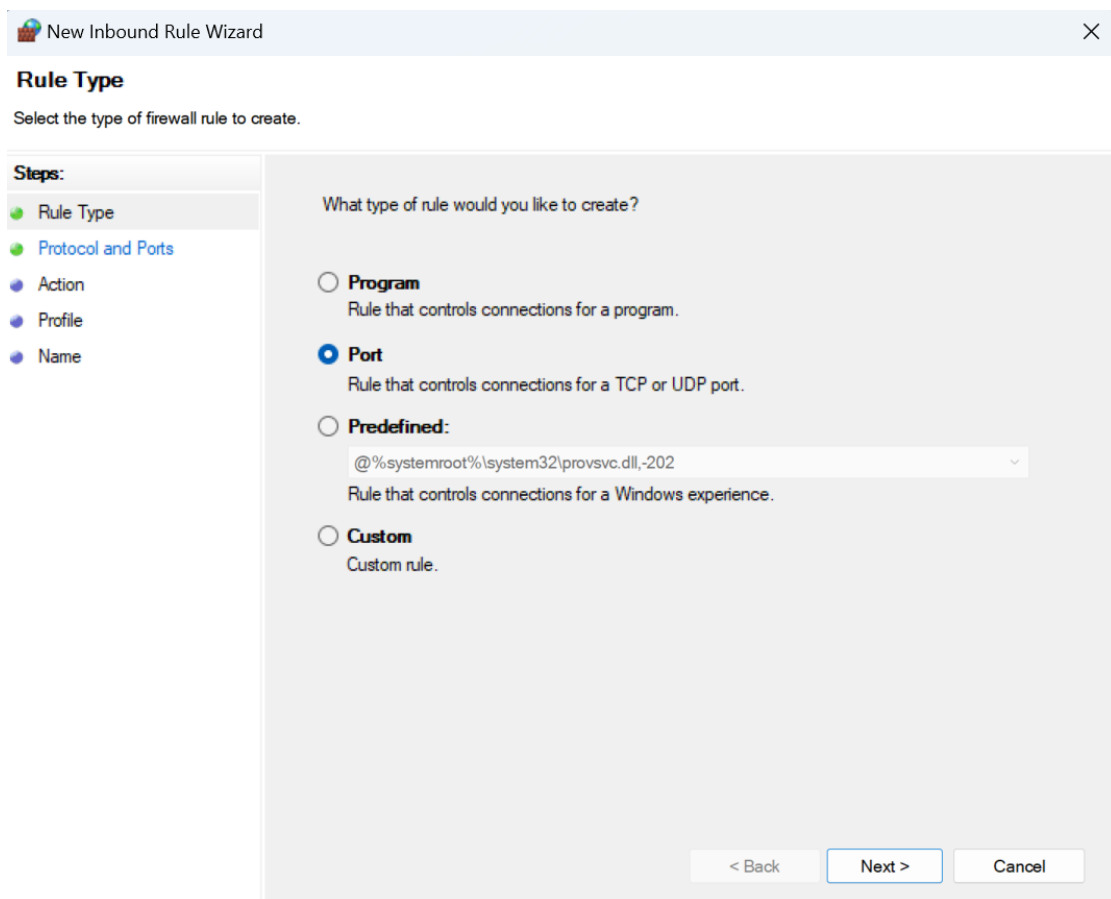 New Inbound Rule Wizard
Rule Type
Select the type of firewall rule to create.
Steps:
Rule Type
Protocol and Ports
Action
Profile
Name
What type of rule would you like to create?
Program
Rule that controls connections for a program.
Port
Rule that controls connections for a TCP or UDP port.
Predefined:
@%systemroot%\system32\provsvc.dll,-202
Rule that controls connections for a Windows experience.
Custom
Custom rule.
< Back Next > Cancel